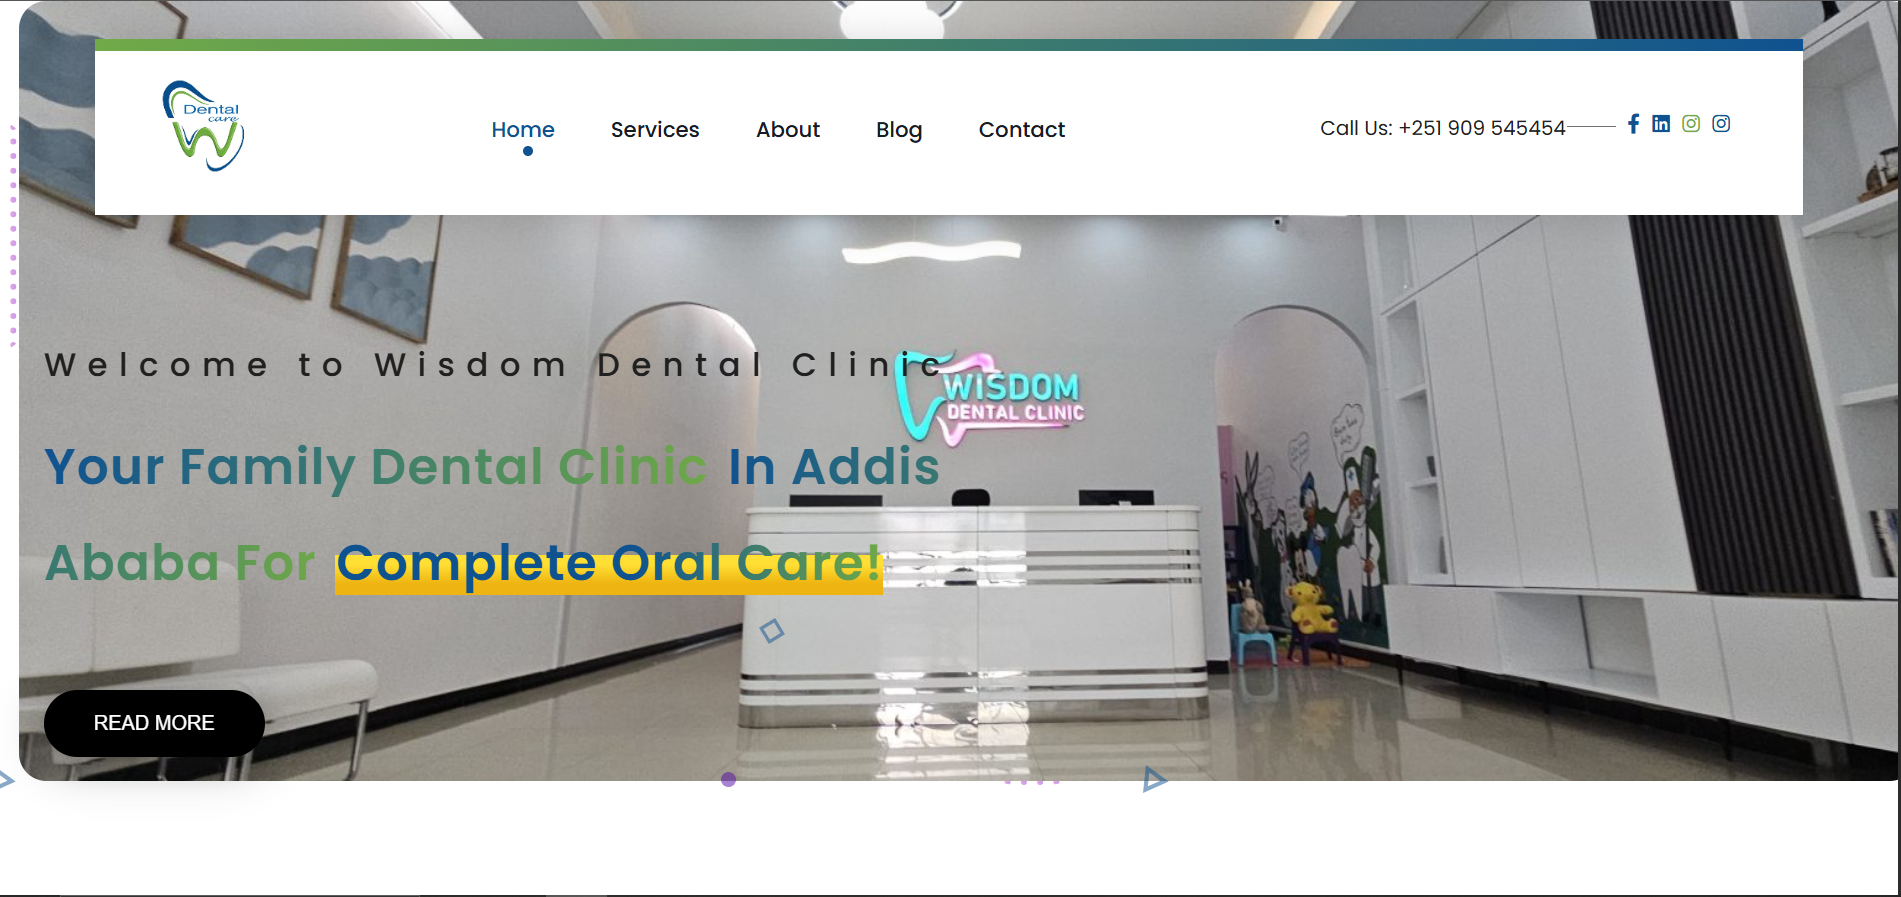 Dental
care
Home
Services
About
Blog
Contact
Call Us: +251 909 545454
Welcome to Wisdom Dental Clinic
WISDOM
DENTAL CLINIC
Your Family Dental Clinic In Addis
Ababa For Complete Oral Care!
READ MORE